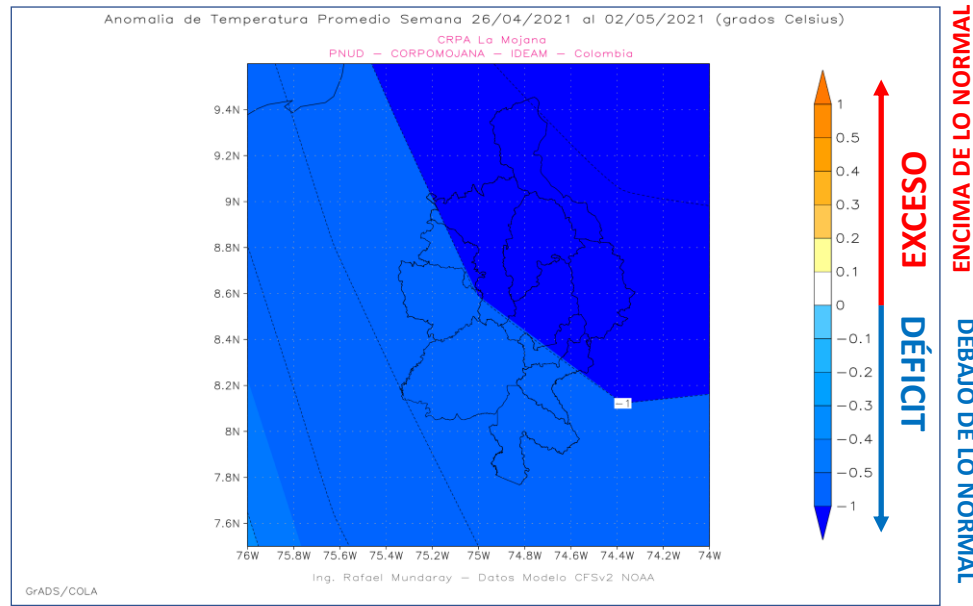 Anomalia de Temperatura Promedio Semana 26/04/2021 al 02/05/2021 (grados Celsius)
CRPA La Mojana
PNUD – CORPOMOJANA – IDEAM – Colombia
9.4N
9.2N
9N
8.8N
8.6N
8.4N
8.2N
8N
7.8N
7.6N
76W 75.8W 75.6W 75.4W 75.2W 75W 74.8W 74.6W 74.4W 74.2W 74W
−1
1
0.5
0.4
0.3
0.2
0.1
0
−0.1
−0.2
−0.3
−0.4
−0.5
−1
EXCESO
DÉFICIT
ENCIMA DE LO NORMAL
DEBAJO DE LO NORMAL
Ing. Rafael Mundaray – Datos Modelo CFSv2 NOAA
GrADS/COLA